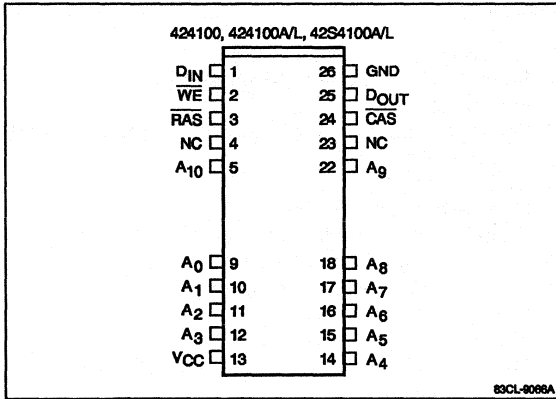 424100, 424100A/L, 42S4100A/L
DIN 1 26 GND
WE 2 25 DOUT
RAS 3 24 CAS
NC 4 23 NC
A10 5 22 A9
A0 9 18 A8
A1 10 17 A7
A2 11 16 A6
A3 12 15 A5
VCC 13 14 A4
83CL-9066A